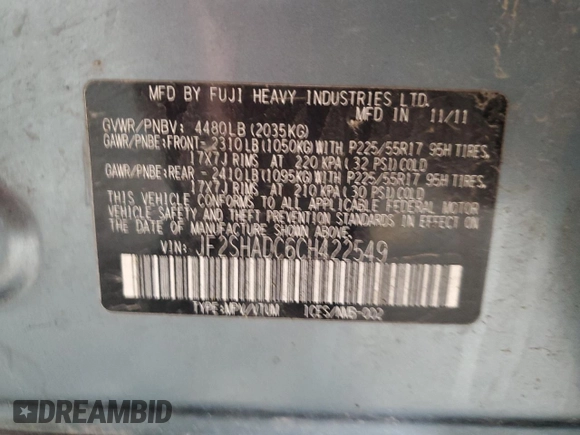 MFD BY FUJI HEAVY INDUSTRIES LTD.
MFD IN 11/11
GVWR/PNBV: 4480LB (2035KG)
GAWR/PNBE:FRONT- 2310LB (1050KG) WITH P225/55R17 95H TIRES,
17X7J RIMS AT 220 KPA (32 PSI) COLD
GAWR/PNBE:REAR - 2410LB (1095KG) WITH P225/55R17 95H TIRES,
17X7J RIMS AT 210 KPA (30 PSI) COLD
THIS VEHICLE CONFORMS TO ALL APPLICABLE FEDERAL MOTOR
VEHICLE SAFETY AND THEFT PREVENTION STANDARDS IN EFFECT ON
THE DATE OF MANUFACTURE SHOWN ABOVE.
VIN: JF2SHADC6CH422549
TYPE:MPV/VTUM ICES/NMB-002
DREAMBID